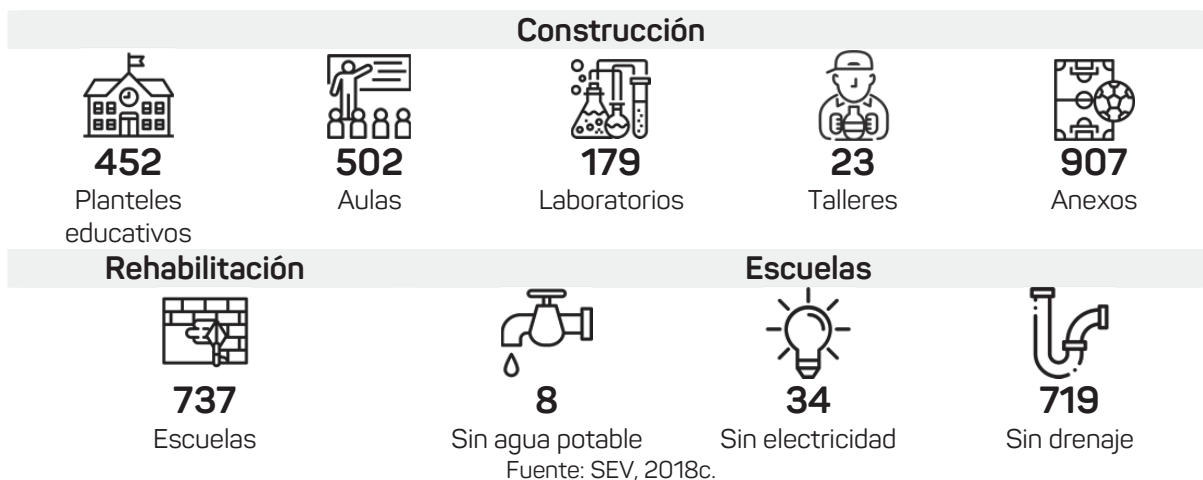 Construcción
452
Planteles
educativos
502
Aulas
179
Laboratorios
23
Talleres
907
Anexos
Rehabilitación
737
Escuelas
Escuelas
8
Sin agua potable
34
Sin electricidad
719
Sin drenaje
Fuente: SEV, 2018c.